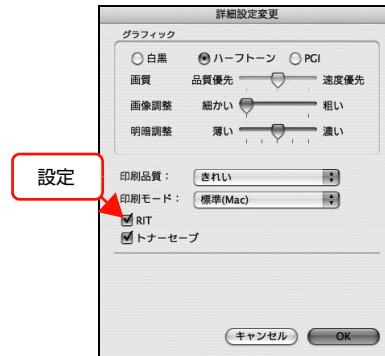 詳細設定変更
グラフィック
白黒 ハーフトーン PGI
画質 品質優先 速度優先
画像調整 細かい 粗い
明暗調整 薄い 濃い
設定
印刷品質： きれい
印刷モード： 標準(Mac)
RIT
トナーセーブ
キャンセル OK